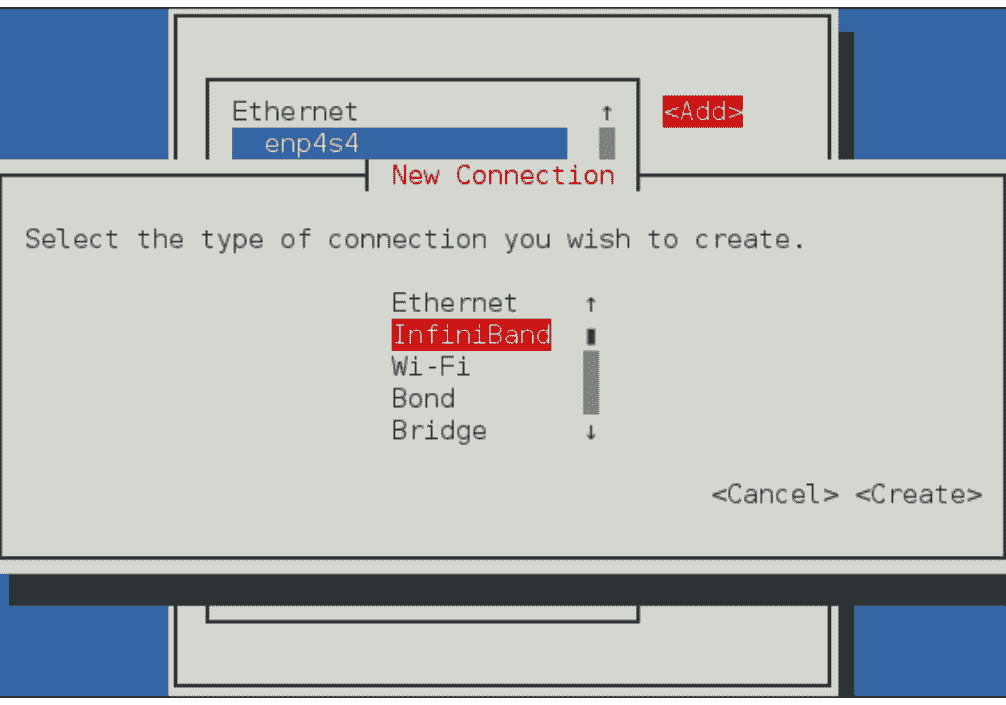 Ethernet ↑ <Add>
enp4s4
New Connection
Select the type of connection you wish to create.
Ethernet ↑
InfiniBand
Wi-Fi
Bond
Bridge ↓
<Cancel> <Create>